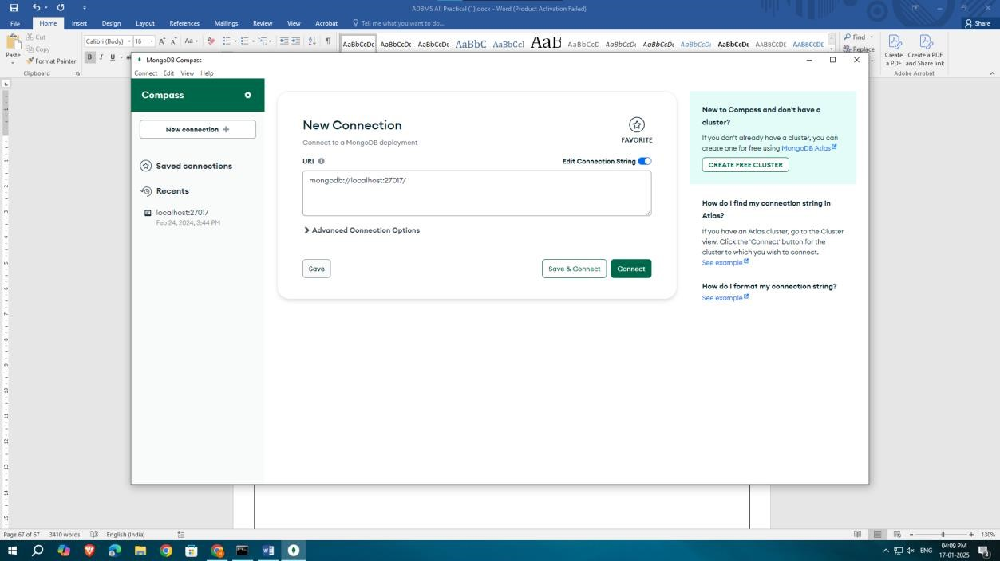 ADBMS All Practical (1).docx - Word (Product Activation Failed)
File Home Insert Design Layout References Mailings Review View Acrobat Tell me what you want to do... Share
Paste
Cut
Copy
Format Painter
Clipboard
Calibri (Body) 16 A A Aa
B I U
AaBbCcDc AaBbCcDc AaBbCcDc AaBbC AaBbCcl AaB AaBbCcC AaBbCcDc AaBbCcDc AaBbCcDc AaBbCcDc AaBbCcDc AABBCCDC AABBCCDC
Find
Replace
Create a PDF
Create a PDF and Share link
Adobe Acrobat
MongoDB Compass
Connect Edit View Help
Compass
New connection +
Saved connections
Recents
localhost:27017
Feb 24, 2024, 3:44 PM
New Connection
Connect to a MongoDB deployment
FAVORITE
URI
Edit Connection String
mongodb://localhost:27017/
Advanced Connection Options
Save
Save & Connect
Connect
New to Compass and don't have a
cluster?
If you don't already have a cluster, you can
create one for free using MongoDB Atlas
CREATE FREE CLUSTER
How do I find my connection string in
Atlas?
If you have an Atlas cluster, go to the Cluster
view. Click the 'Connect' button for the
cluster to which you wish to connect.
See example
How do I format my connection string?
See example
Page 67 of 67 3410 words English (India) 130%
ENG
04:09 PM
17-01-2025
3